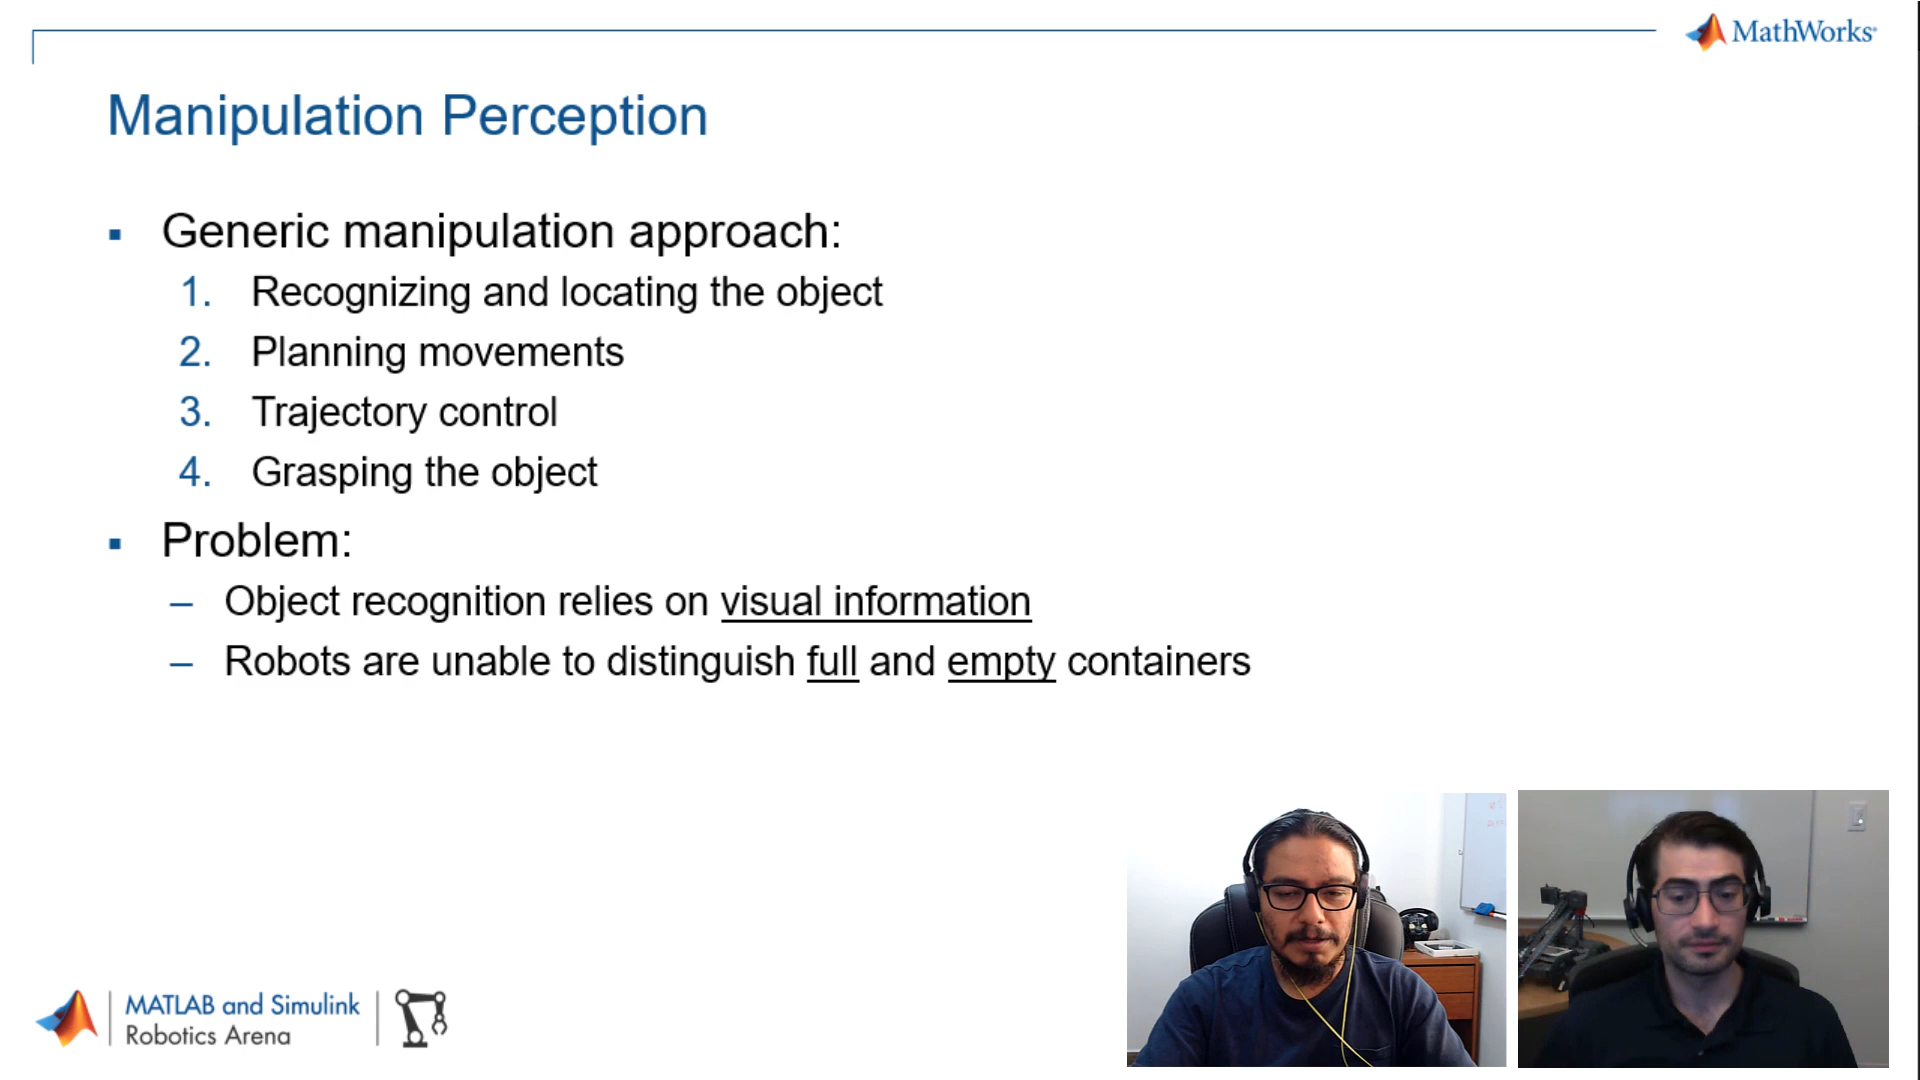 MathWorks®
Manipulation Perception
▪ Generic manipulation approach:
1. Recognizing and locating the object
2. Planning movements
3. Trajectory control
4. Grasping the object
▪ Problem:
– Object recognition relies on visual information
– Robots are unable to distinguish full and empty containers
MATLAB and Simulink
Robotics Arena